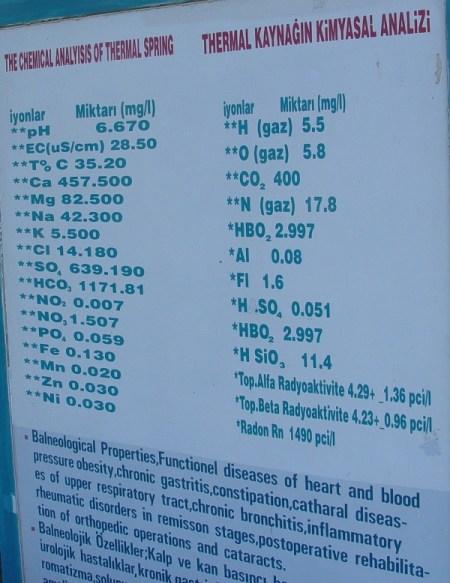 THE CHEMICAL ANALYISIS OF THERMAL SPRING
iyonlar Miktarı (mg/l)
**pH 6.670
**EC(uS/cm) 28.50
**T% C 35.20
**Ca 457.500
**Mg 82.500
**Na 42.300
**K 5.500
**Cl 14.180
**SO₄ 639.190
**HCO₃ 1171.81
**NO₂ 0.007
**NO₃ 1.507
**PO₄ 0.059
**Fe 0.130
**Mn 0.020
**Zn 0.030
**Ni 0.030
THERMAL KAYNAĞIN KiMYASAL ANALiZi
iyonlar Miktarı (mg/l)
**H (gaz) 5.5
**O (gaz) 5.8
**CO₂ 400
**N (gaz) 17.8
*HBO₂ 2.997
*Al 0.08
*Fl 1.6
*H .SO₄ 0.051
*HBO₂ 2.997
*H SiO₃ 11.4
*Top.Alfa Radyoaktivite 4.29+_1.36 pci/l
*Top.Beta Radyoaktivite 4.23+_0.96 pci/l
*Radon Rn 1490 pci/l
Balneological Properties,Functionel diseases of heart and blood
pressure obesity,chronic gastritis,constipation,catharal diseas-
es of upper respiratory tract,chronic bronchitis,inflammatory
rheumatic disorders in remisson stages,postoperative rehabilita-
tion of orthopedic operations and cataracts.
Balneolojik Özellikler;Kalp ve kan basıncı
ürolojik hastalıklar,kronik
romatizma